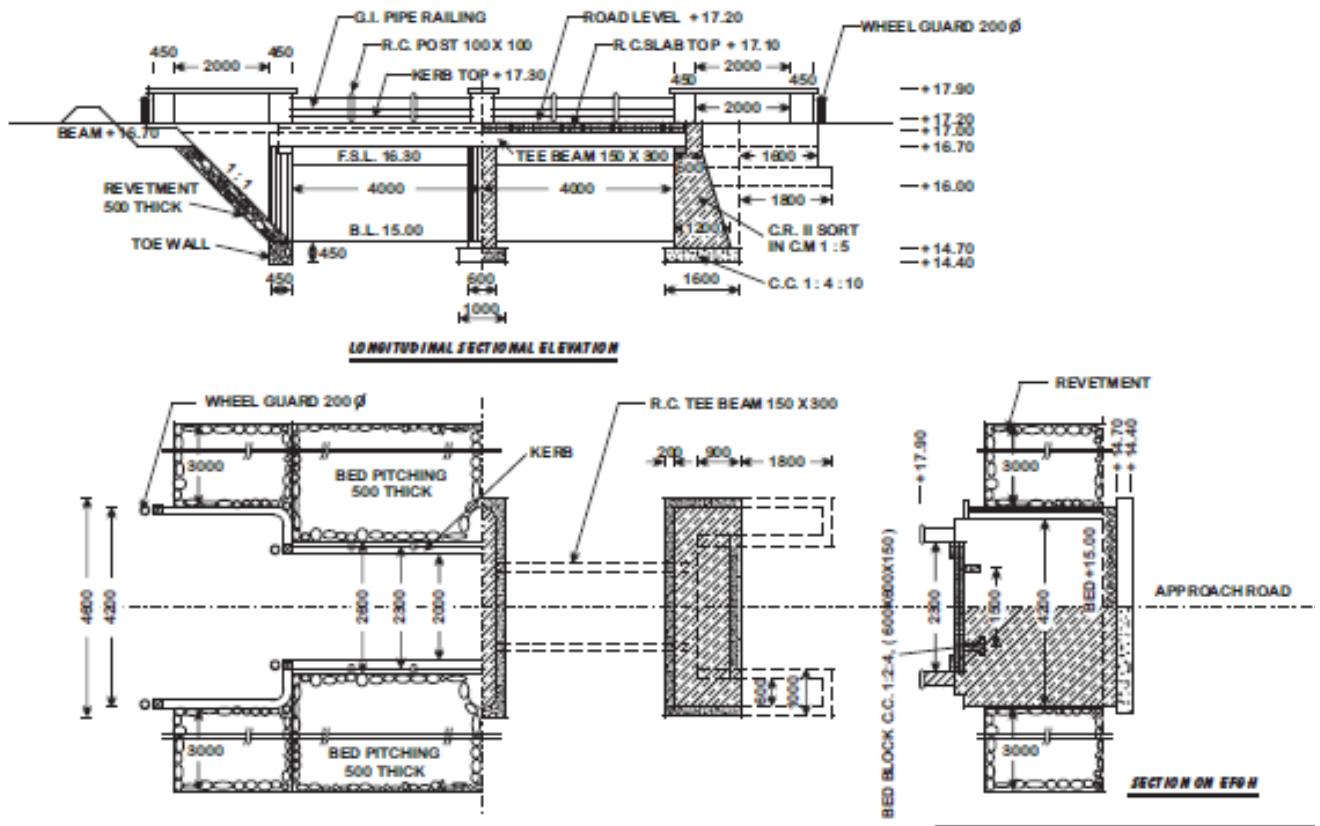 G.I. PIPE RAILING
ROAD LEVEL +17.20
WHEEL GUARD 200 Ø
R.C. POST 100 X 100
R.C.SLAB TOP + 17.10
450
2000
450
KERB TOP +17.30
450
2000
450
+17.90
2000
+17.20
+17.00
BEAM +16.70
+16.70
F.S.L. 16.30
TEE BEAM 150 X 300
600
1600
1:1
REVETMENT
500 THICK
4000
4000
+16.00
1800
B.L. 15.00
1200
C.R. II SORT
IN C.M 1 : 5
TOE WALL
450
+14.70
+14.40
450
600
1600
C.C. 1 : 4 : 10
1000
LONGITUDINAL SECTIONAL ELEVATION
WHEEL GUARD 200 Ø
R.C. TEE BEAM 150 X 300
REVETMENT
KERB
3000
BED PITCHING
500 THICK
200
900
1800
+17.90
3000
+ 14.70
+ 14.40
4200
2300
2000
2300
1500
4200
BED +15.00
APPROACH ROAD
BED BLOCK C.C. 1:2:4,
600
1000
3000
BED PITCHING
500 THICK
3000
SECTION ON EFGH